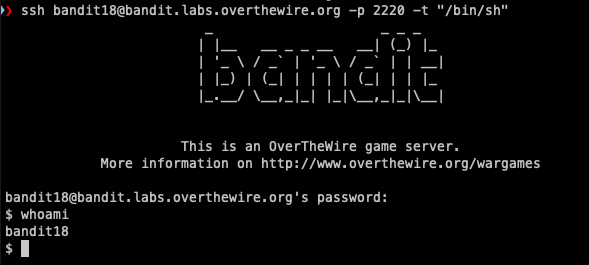 ❯ ssh bandit18@bandit.labs.overthewire.org -p 2220 -t "/bin/sh"
bandit
This is an OverTheWire game server.
More information on http://www.overthewire.org/wargames
bandit18@bandit.labs.overthewire.org's password:
$ whoami
bandit18
$